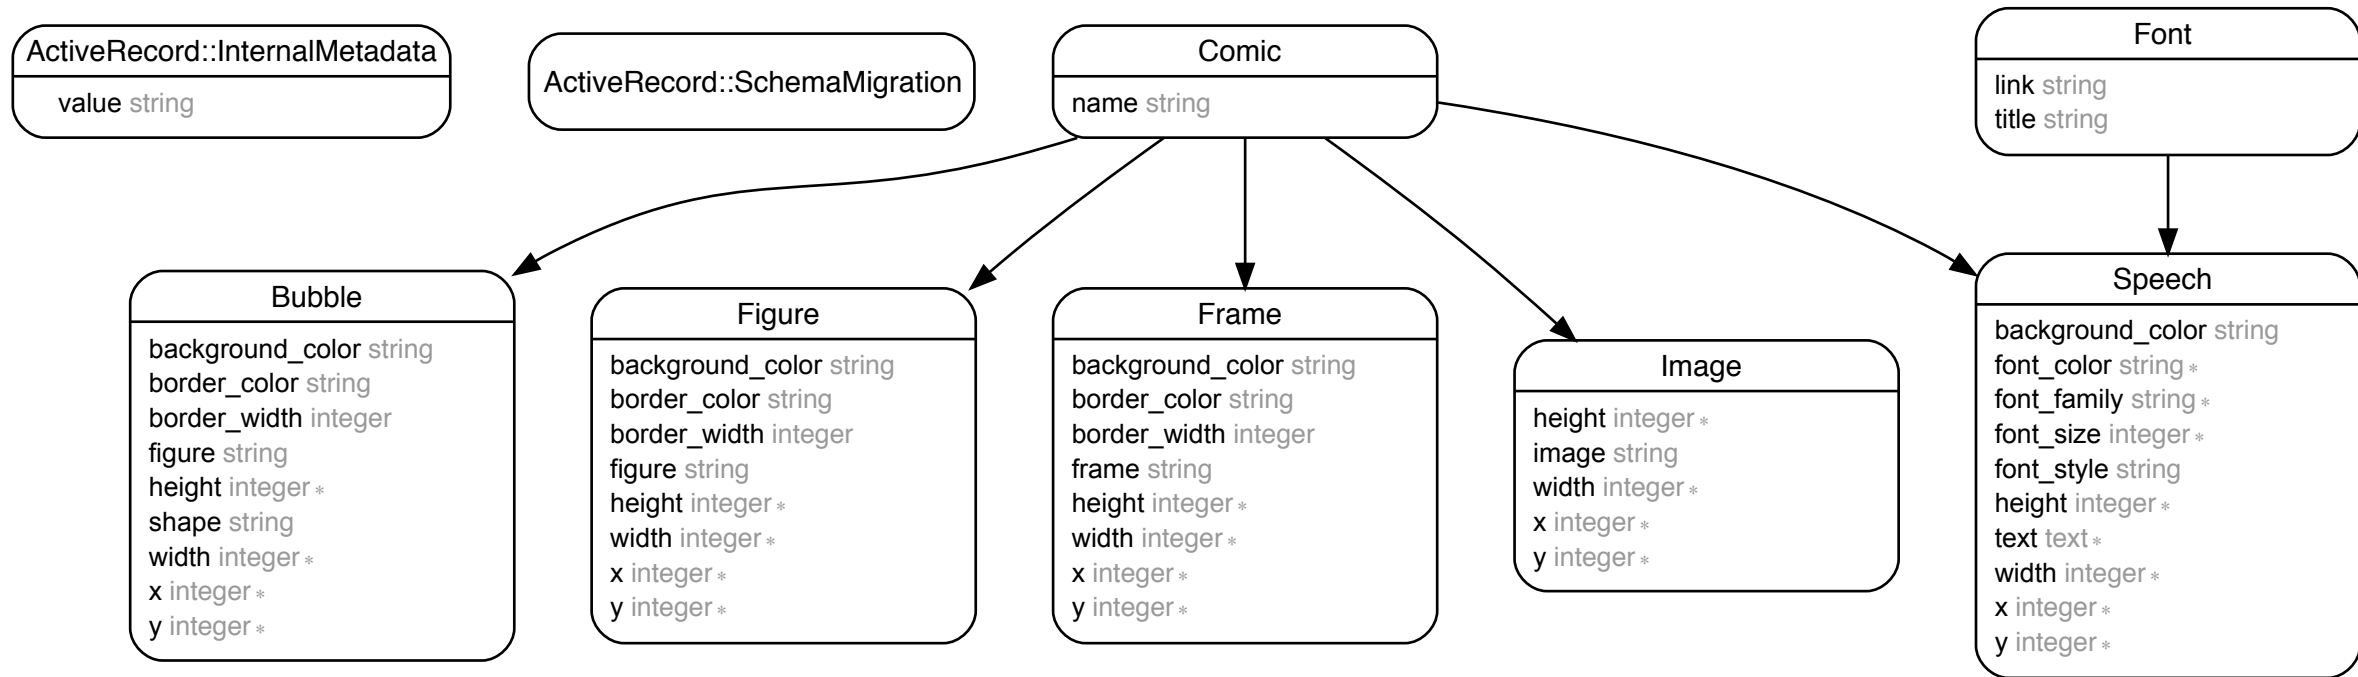 ActiveRecord::InternalMetadata
value string
ActiveRecord::SchemaMigration
Comic
name string
Font
link string
title string
Bubble
background_color string
border_color string
border_width integer
figure string
height integer *
shape string
width integer *
x integer *
y integer *
Figure
background_color string
border_color string
border_width integer
figure string
height integer *
width integer *
x integer *
y integer *
Frame
background_color string
border_color string
border_width integer
frame string
height integer *
width integer *
x integer *
y integer *
Image
height integer *
image string
width integer *
x integer *
y integer *
Speech
background_color string
font_color string *
font_family string *
font_size integer *
font_style string
height integer *
text text *
width integer *
x integer *
y integer *